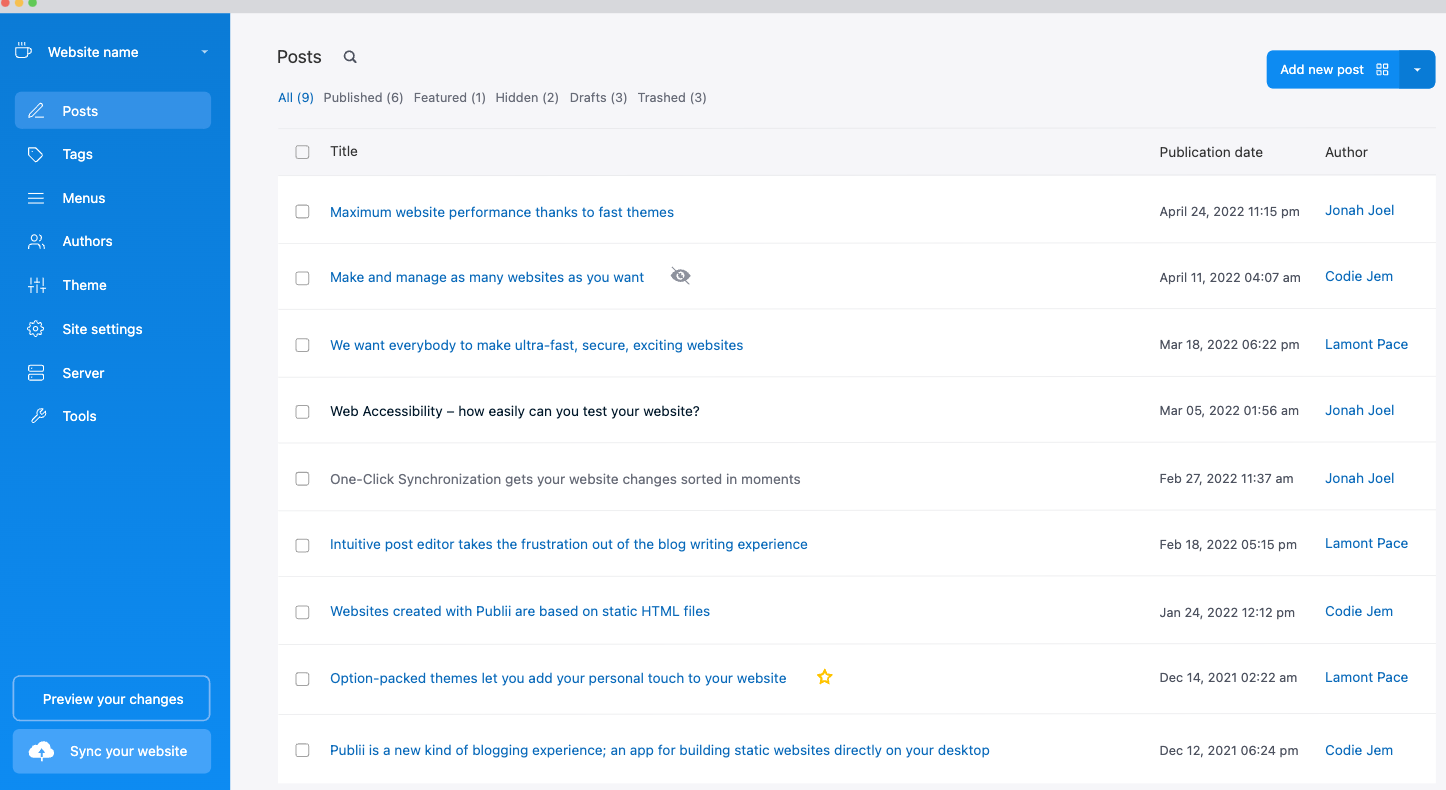 Website name
Posts
Tags
Menus
Authors
Theme
Site settings
Server
Tools
Preview your changes
Sync your website
Posts
Add new post
All (9) Published (6) Featured (1) Hidden (2) Drafts (3) Trashed (3)
Title Publication date Author
Maximum website performance thanks to fast themes April 24, 2022 11:15 pm Jonah Joel
Make and manage as many websites as you want April 11, 2022 04:07 am Codie Jem
We want everybody to make ultra-fast, secure, exciting websites Mar 18, 2022 06:22 pm Lamont Pace
Web Accessibility – how easily can you test your website? Mar 05, 2022 01:56 am Jonah Joel
One-Click Synchronization gets your website changes sorted in moments Feb 27, 2022 11:37 am Jonah Joel
Intuitive post editor takes the frustration out of the blog writing experience Feb 18, 2022 05:15 pm Lamont Pace
Websites created with Publii are based on static HTML files Jan 24, 2022 12:12 pm Codie Jem
Option-packed themes let you add your personal touch to your website Dec 14, 2021 02:22 am Lamont Pace
Publii is a new kind of blogging experience; an app for building static websites directly on your desktop Dec 12, 2021 06:24 pm Codie Jem